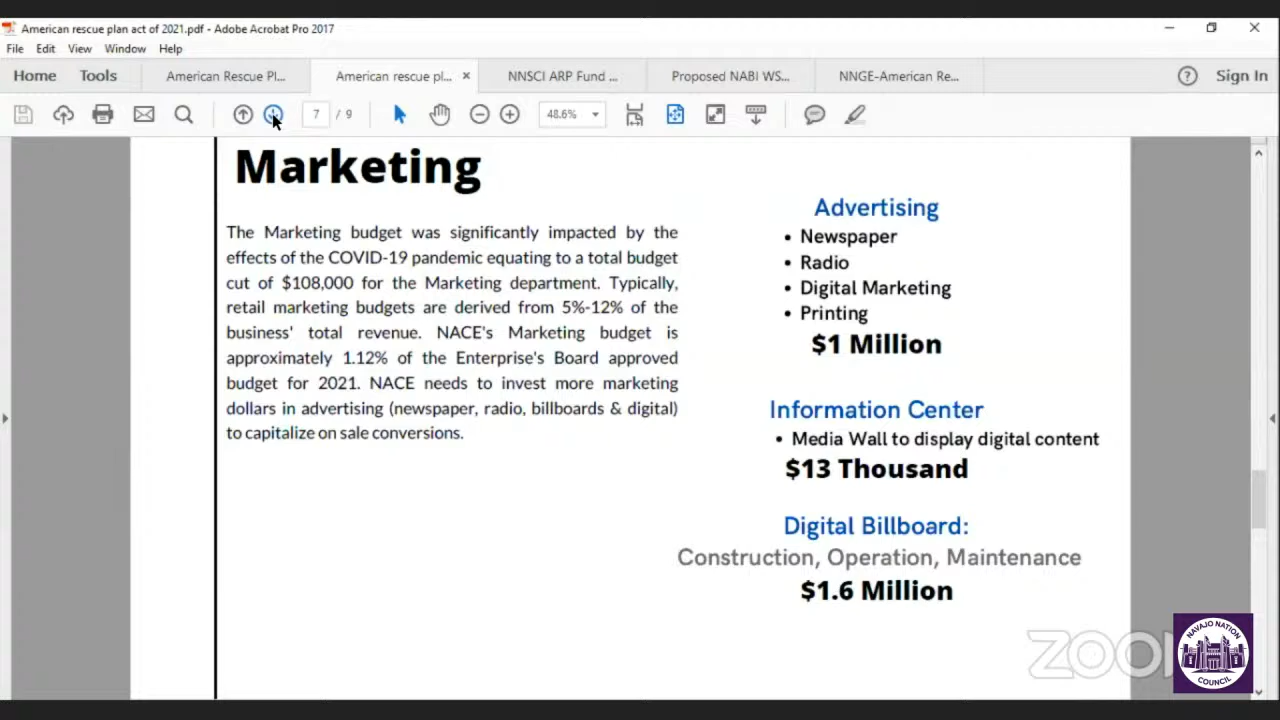 American rescue plan act of 2021.pdf - Adobe Acrobat Pro 2017
File Edit View Window Help
Home Tools American Rescue Pl... American rescue pl... × NNSCI ARP Fund ... Proposed NABI WS... NNGE-American Re... Sign In
7 / 9 48.6%
Marketing
The Marketing budget was significantly impacted by the
effects of the COVID-19 pandemic equating to a total budget
cut of $108,000 for the Marketing department. Typically,
retail marketing budgets are derived from 5%-12% of the
business' total revenue. NACE's Marketing budget is
approximately 1.12% of the Enterprise's Board approved
budget for 2021. NACE needs to invest more marketing
dollars in advertising (newspaper, radio, billboards & digital)
to capitalize on sale conversions.
Advertising
• Newspaper
• Radio
• Digital Marketing
• Printing
$1 Million
Information Center
• Media Wall to display digital content
$13 Thousand
Digital Billboard:
Construction, Operation, Maintenance
$1.6 Million
ZOO
NAVAJO NATION
COUNCIL